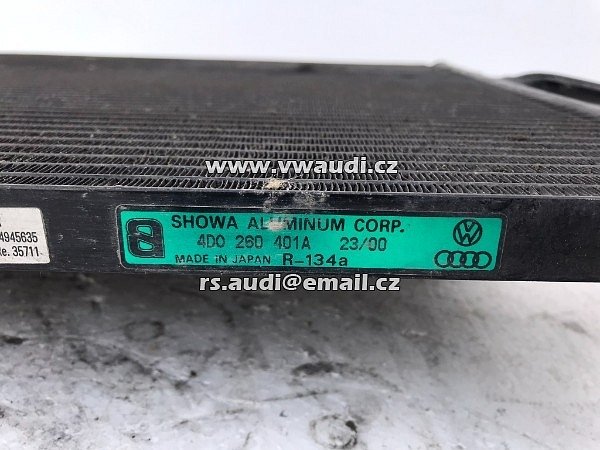 www.vwaudi.cz
SHOWA ALUMINUM CORP.
4D0 260 401A 23/00
MADE IN JAPAN R-134a
4945635
te. 35711
rs.audi@email.cz